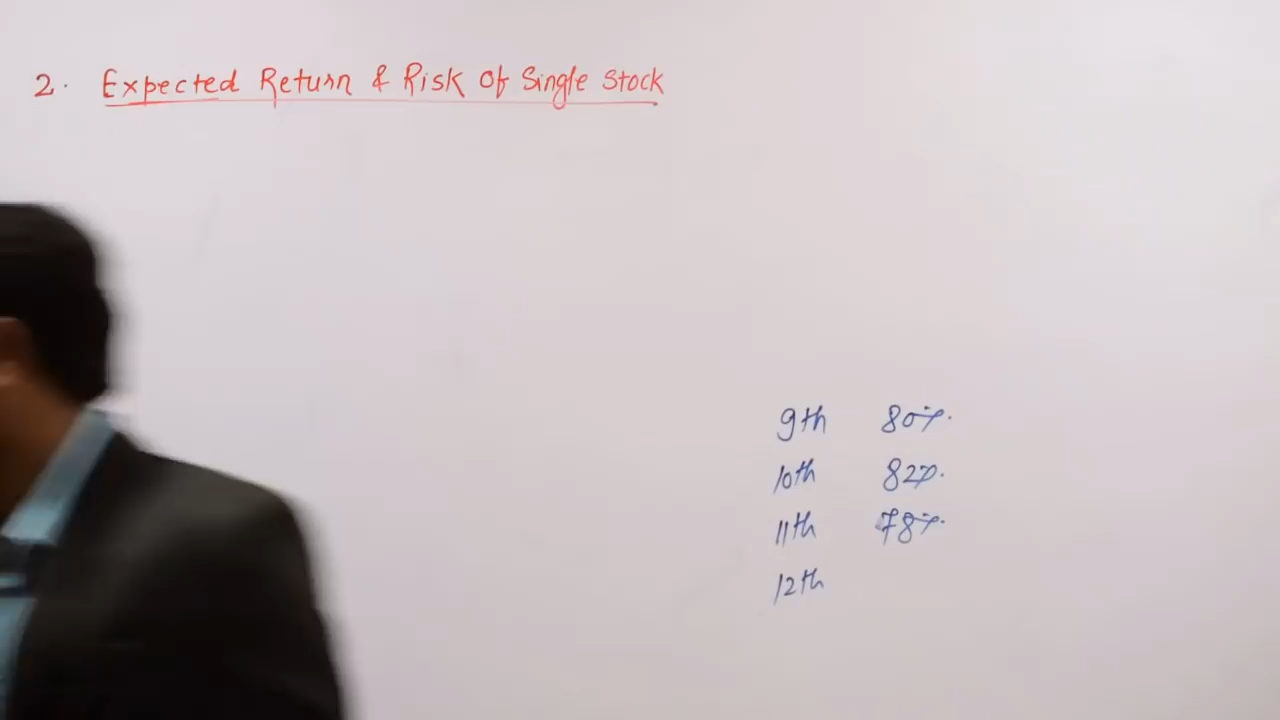 2. Expected Return & Risk Of Single Stock
9th 80%.
10th 82%.
11th 78%.
12th